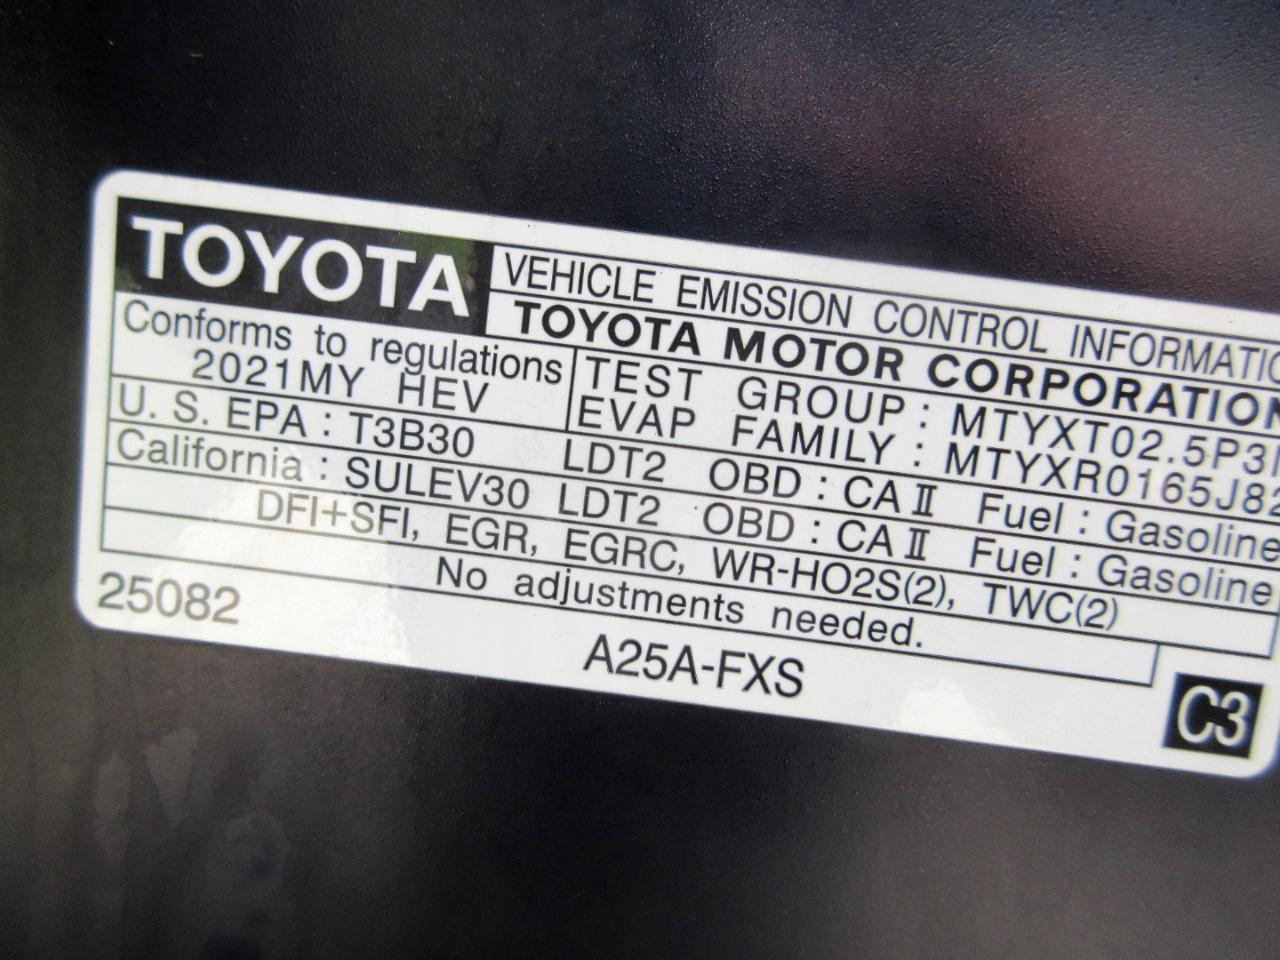 TOYOTA
VEHICLE EMISSION CONTROL
TOYOTA MOTOR CORPORATION
Conforms to regulations
2021MY HEV
TEST GROUP : MTYXT02.5P3
EVAP FAMILY : MTYXR0165J82
U. S. EPA : T3B30 LDT2 OBD : CA II Fuel : Gasoline
California : SULEV30 LDT2 OBD : CA II Fuel : Gasoline
DFI+SFI, EGR, EGRC, WR-HO2S(2), TWC(2)
No adjustments needed.
25082
A25A-FXS
C3